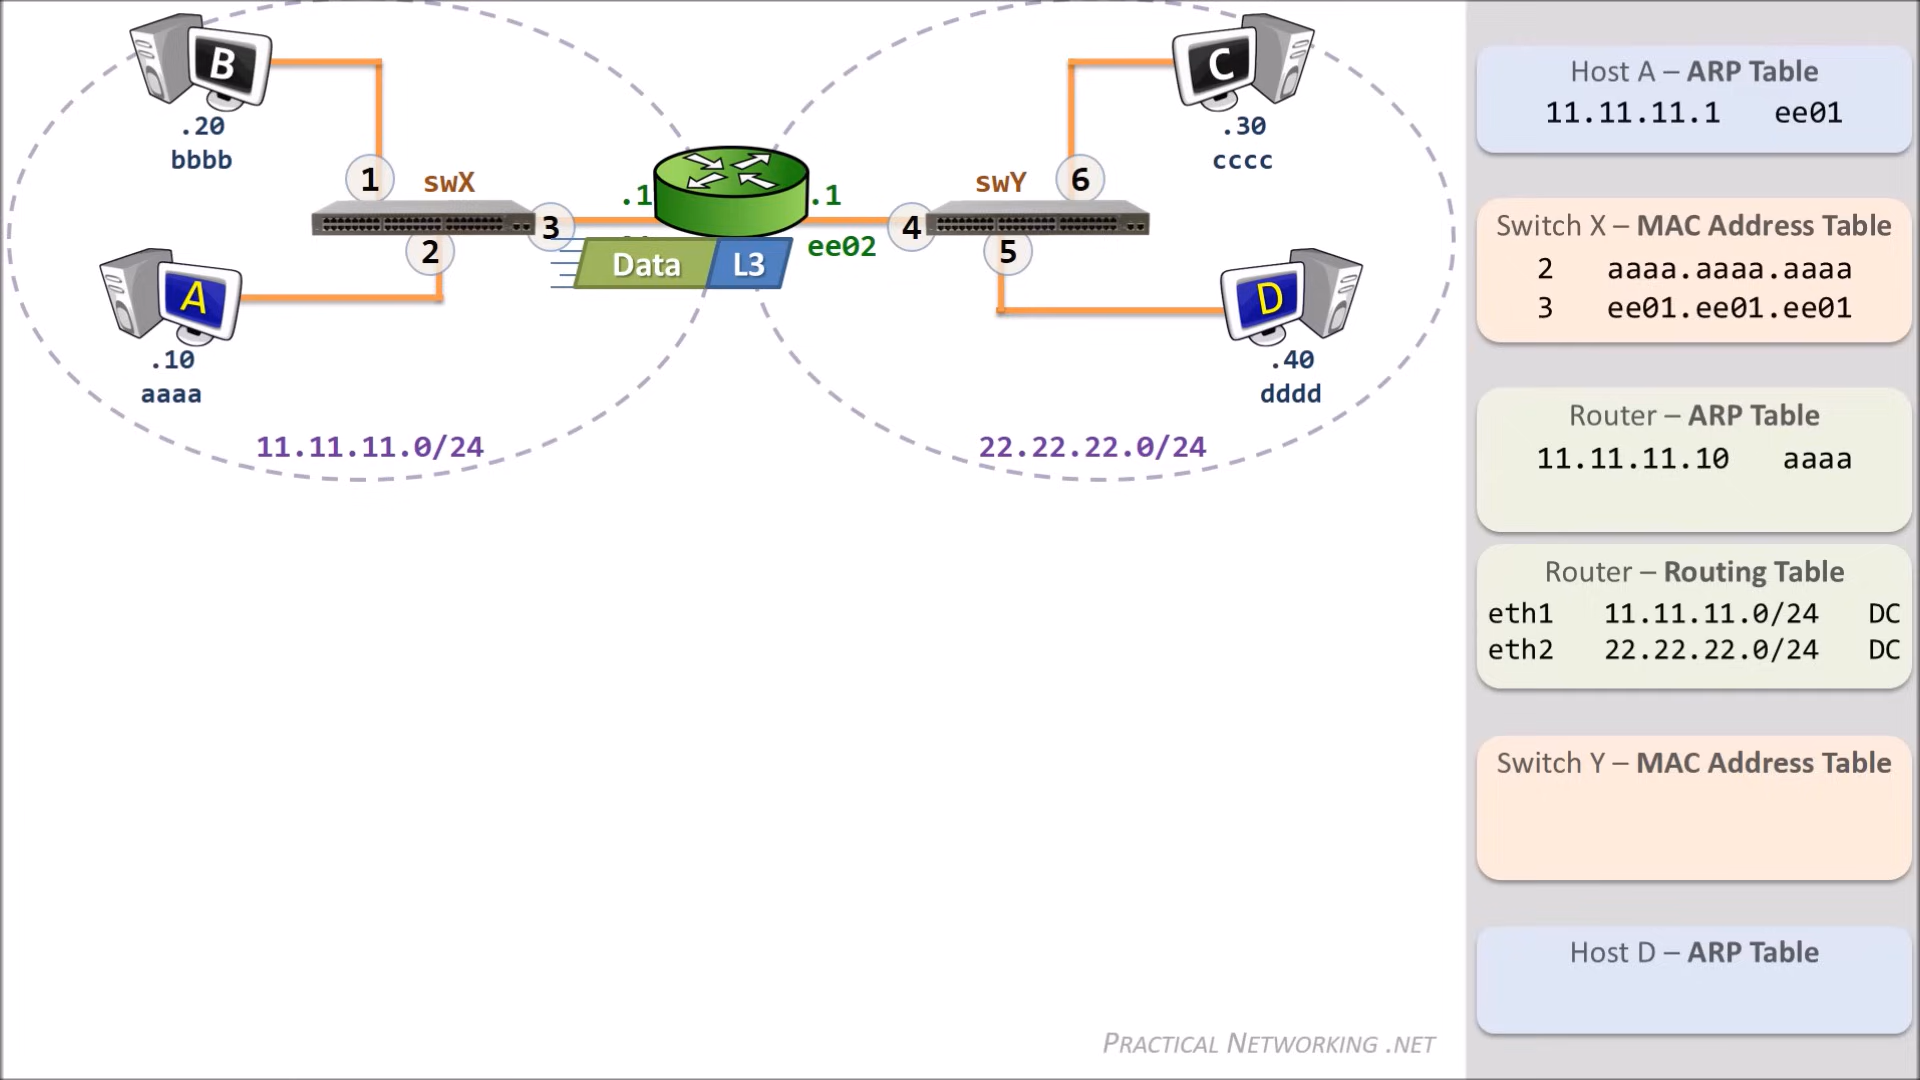 B
.20
bbbb
A
.10
aaaa
1
2
3
swX
.1
.1
ee02
Data
L3
swY
4
5
6
C
.30
cccc
D
.40
dddd
11.11.11.0/24
22.22.22.0/24
Host A – ARP Table
11.11.11.1 ee01
Switch X – MAC Address Table
2 aaaa.aaaa.aaaa
3 ee01.ee01.ee01
Router – ARP Table
11.11.11.10 aaaa
Router – Routing Table
eth1 11.11.11.0/24 DC
eth2 22.22.22.0/24 DC
Switch Y – MAC Address Table
Host D – ARP Table
PRACTICAL NETWORKING .NET